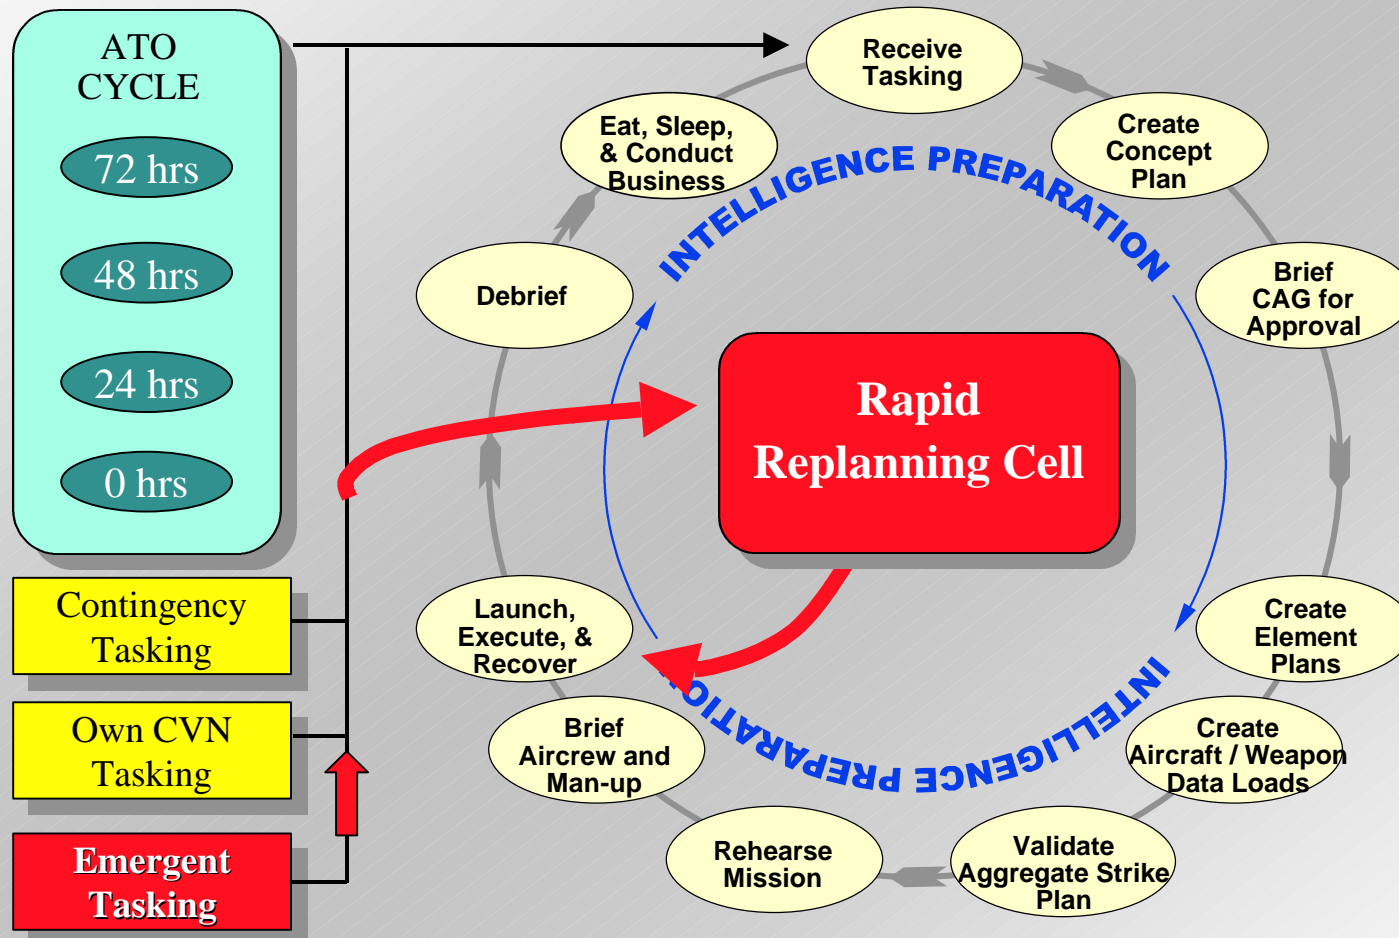 ATO
CYCLE
72 hrs
48 hrs
24 hrs
0 hrs
Contingency
Tasking
Own CVN
Tasking
Emergent
Tasking
Receive
Tasking
Create
Concept
Plan
Brief
CAG for
Approval
Create
Element
Plans
Create
Aircraft / Weapon
Data Loads
Validate
Aggregate Strike
Plan
Rehearse
Mission
Brief
Aircrew and
Man-up
Launch,
Execute, &
Recover
Debrief
Eat, Sleep,
& Conduct
Business
INTELLIGENCE PREPARATION
Rapid
Replanning Cell
INTELLIGENCE PREPARATION